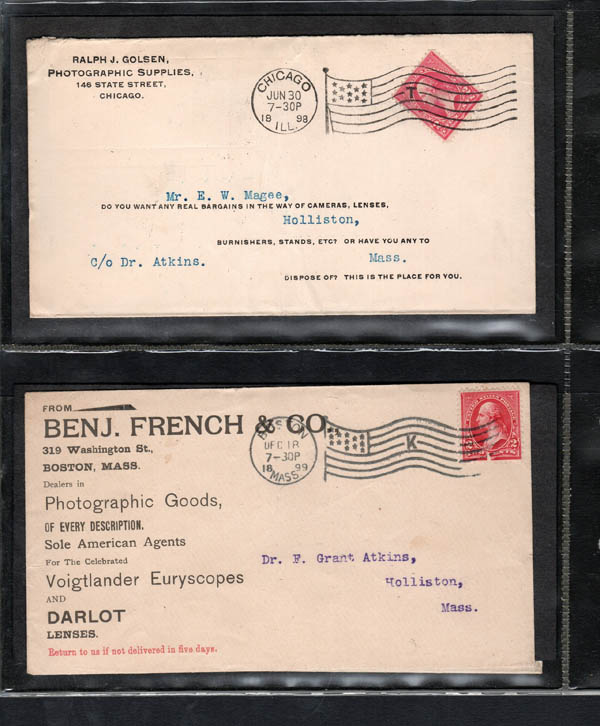 RALPH J. GOLSEN,
PHOTOGRAPHIC SUPPLIES,
146 STATE STREET,
CHICAGO.
CHICAGO
JUN 30
7-30P
18 98
ILL.
T
Mr. E. W. Magee,
DO YOU WANT ANY REAL BARGAINS IN THE WAY OF CAMERAS, LENSES,
Holliston,
BURNISHERS, STANDS, ETC? OR HAVE YOU ANY TO
C/o Dr. Atkins.
Mass.
DISPOSE OF? THIS IS THE PLACE FOR YOU.
FROM
BENJ. FRENCH & CO.
319 Washington St.,
BOSTON, MASS.
Dealers in
Photographic Goods,
OF EVERY DESCRIPTION.
Sole American Agents
For The Celebrated
Voigtlander Euryscopes
AND
DARLOT
LENSES.
Return to us if not delivered in five days.
BOSTON
DEC 18
7-30P
18 99
MASS.
K
Dr. F. Grant Atkins,
Holliston,
Mass.